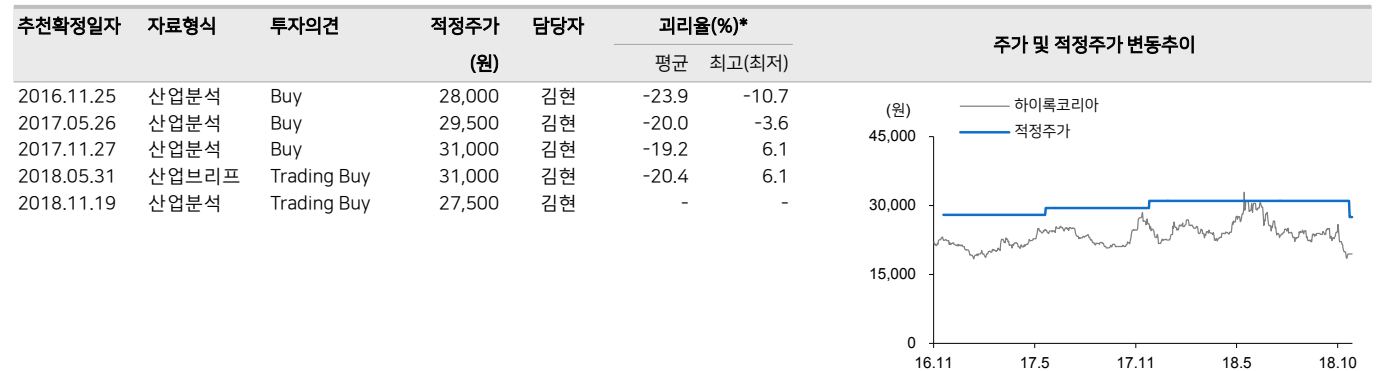 추천확정일자 자료형식 투자의견 적정주가 담당자 괴리율(%)* 주가 및 적정주가 변동추이
(원) 평균 최고(최저)
2016.11.25 산업분석 Buy 28,000 김현 -23.9 -10.7
2017.05.26 산업분석 Buy 29,500 김현 -20.0 -3.6
2017.11.27 산업분석 Buy 31,000 김현 -19.2 6.1
2018.05.31 산업브리프 Trading Buy 31,000 김현 -20.4 6.1
2018.11.19 산업분석 Trading Buy 27,500 김현 - -
(원) 하이록코리아
적정주가
45,000
30,000
15,000
0
16.11 17.5 17.11 18.5 18.10